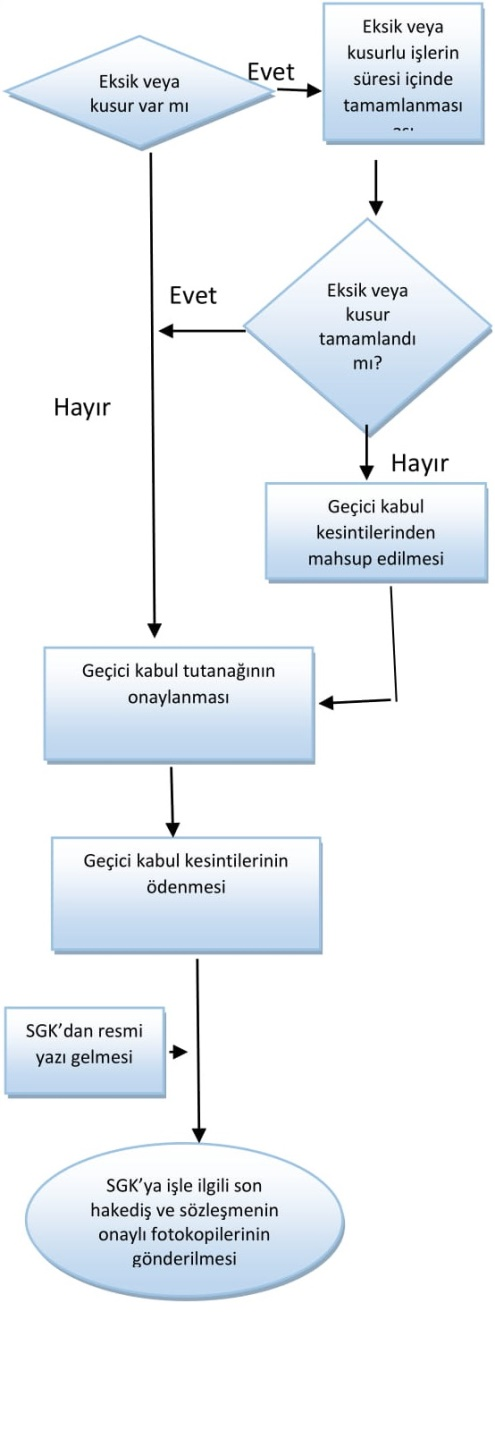 Eksik veya
kusur var mı
Evet
Eksik veya
kusurlu işlerin
süresi içinde
tamamlanması
Evet
Eksik veya
kusur
tamamlandı
mı?
Hayır
Hayır
Geçici kabul
kesintilerinden
mahsup edilmesi
Geçici kabul tutanağının
onaylanması
Geçici kabul kesintilerinin
ödenmesi
SGK’dan resmi
yazı gelmesi
SGK’ya işle ilgili son
hakediş ve sözleşmenin
onaylı fotokopilerinin
gönderilmesi